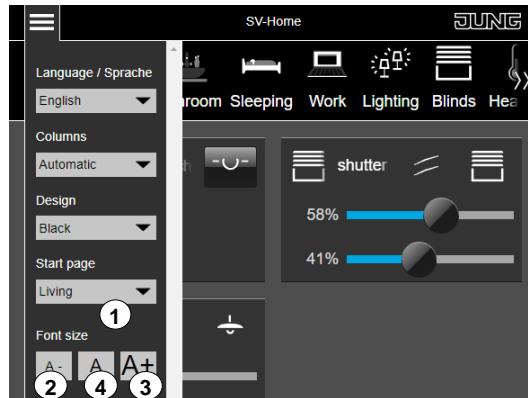 SV-Home
JUNG
Language / Sprache
English
Columns
Automatic
Design
Black
Start page
Living
1
Font size
A- A A+
2 4 3
room Sleeping Work Lighting Blinds Hea
h
shutter
58%
41%